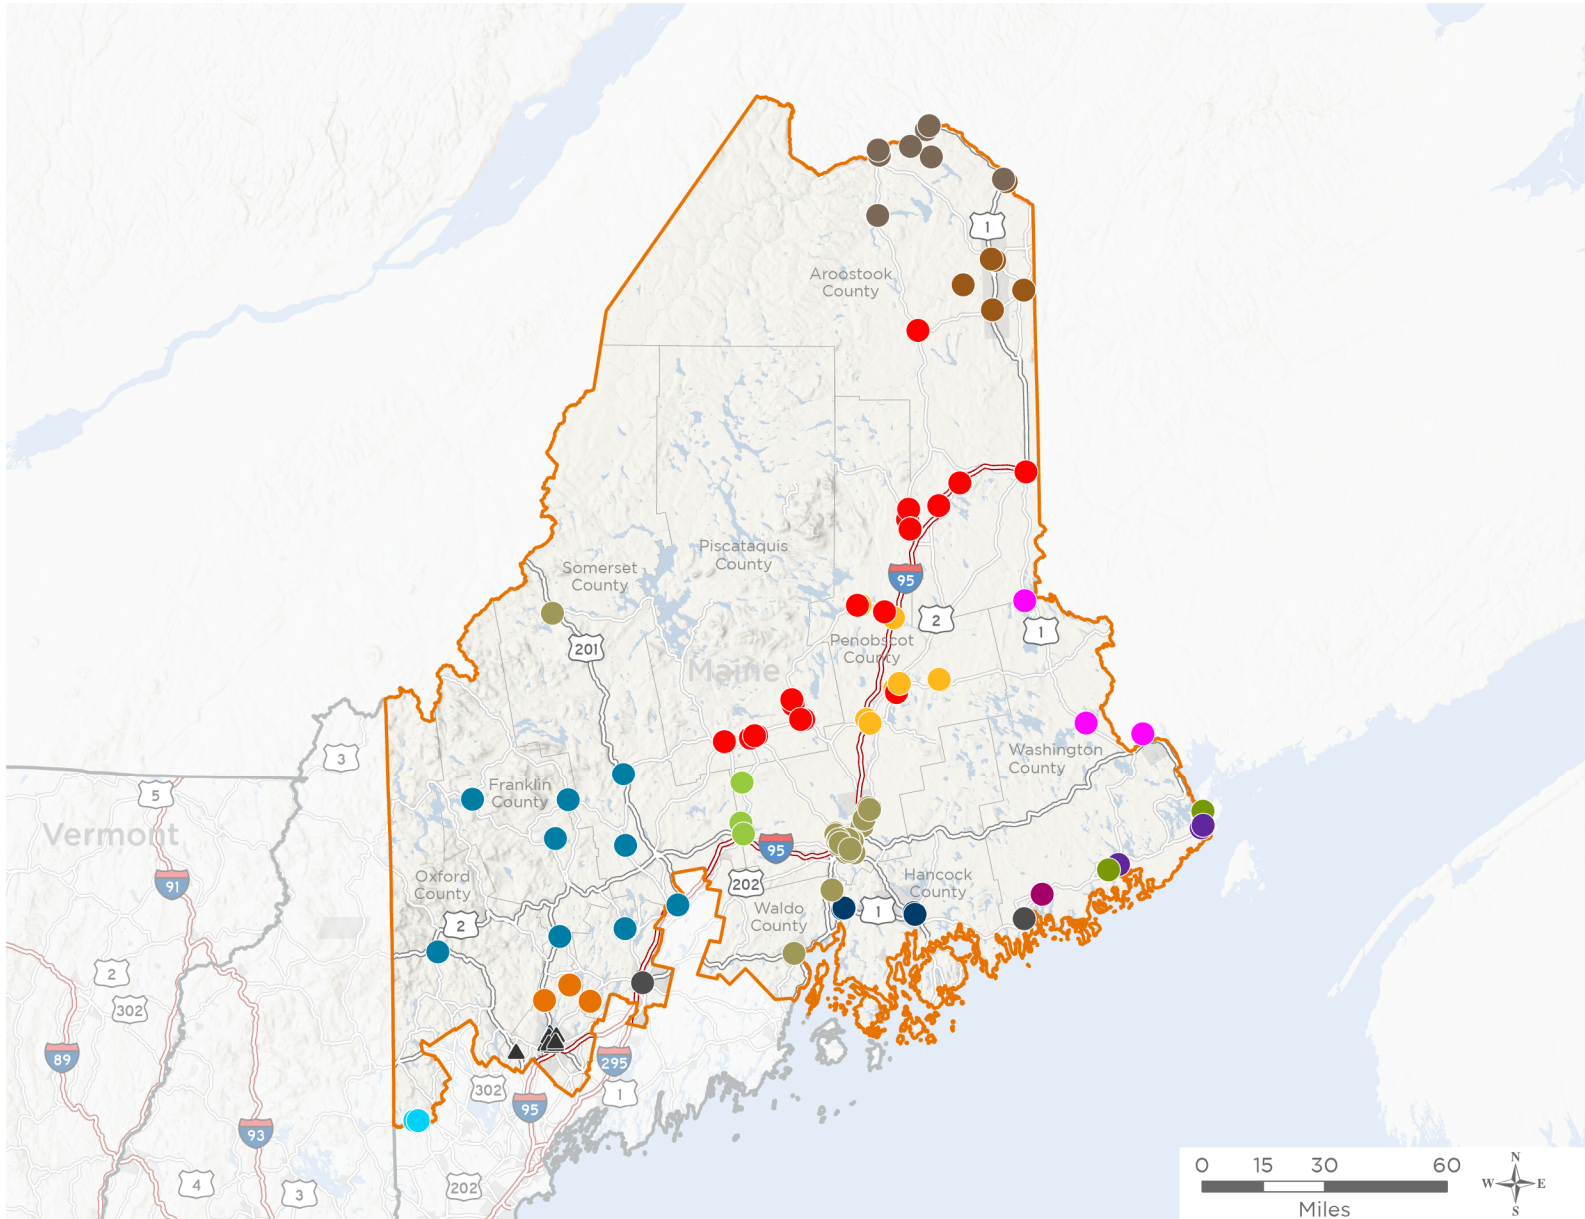 1
Aroostook
County
Piscataquis
County
Somerset
County
95
2
1
201
Penobscot
County
Maine
3
Washington
County
5
Franklin
County
Vermont
95
91
Oxford
County
202
Hancock
County
2
Waldo
County
1
2
302
89
295
302
1
95
93
4
3
202
0 15 30 60
Miles
N
W E
S